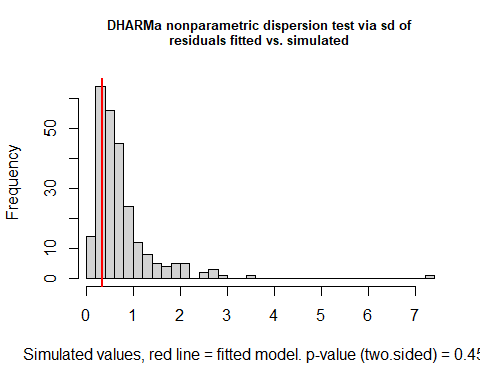 DHARMa nonparametric dispersion test via sd of
residuals fitted vs. simulated
Frequency
50
30
10
0
0 1 2 3 4 5 6 7
Simulated values, red line = fitted model. p-value (two.sided) = 0.45